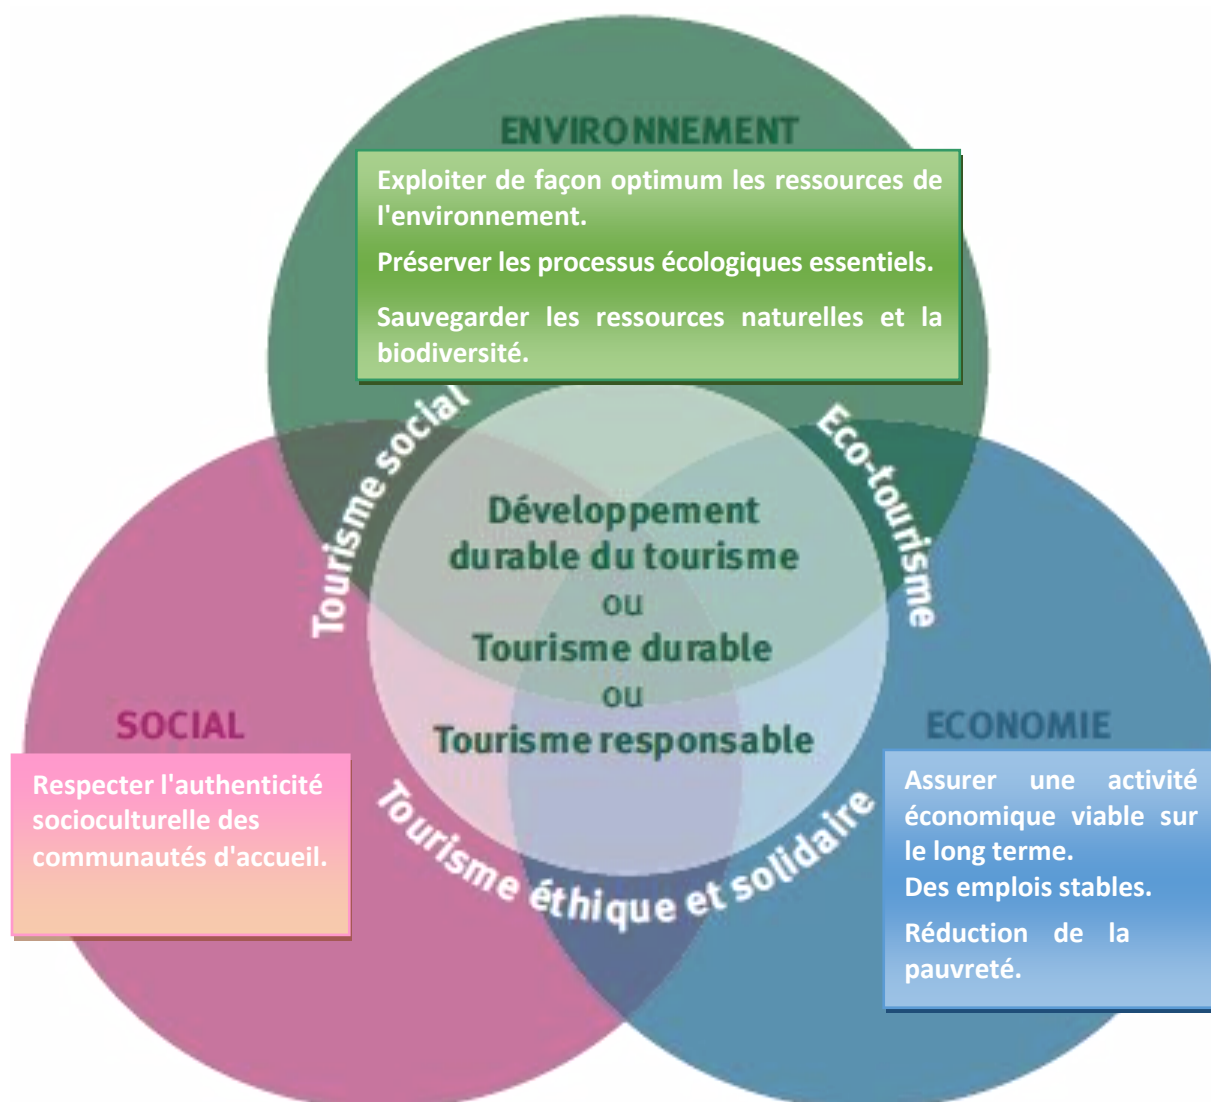 ENVIRONNEMENT
Exploiter de façon optimum les ressources de
l'environnement.
Préserver les processus écologiques essentiels.
Sauvegarder les ressources naturelles et la
biodiversité.
Tourisme social
Eco-tourisme
Développement
durable du tourisme
ou
Tourisme durable
ou
Tourisme responsable
SOCIAL
Respecter l'authenticité
socioculturelle des
communautés d'accueil.
ECONOMIE
Assurer une activité
économique viable sur
le long terme.
Des emplois stables.
Réduction de la
pauvreté.
Tourisme éthique et solidaire